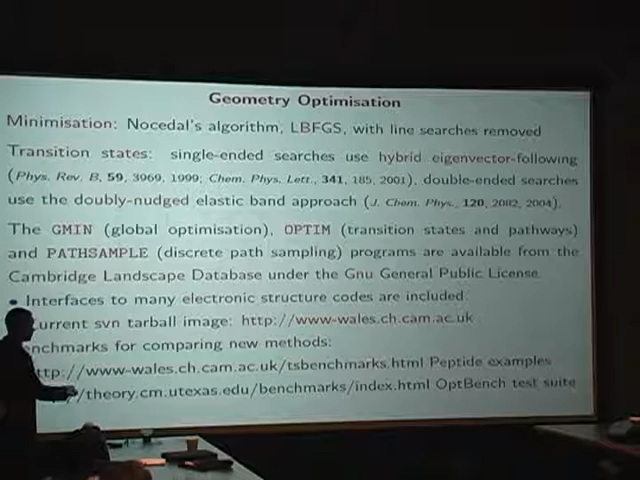 Geometry Optimisation
Minimisation: Nocedal's algorithm, LBFGS, with line searches removed
Transition states: single-ended searches use hybrid eigenvector-following
(Phys. Rev. B, 59, 3969, 1999; Chem. Phys. Lett., 341, 185, 2001), double-ended searches
use the doubly-nudged elastic band approach (J. Chem. Phys., 120, 2082, 2004).
The GMIN (global optimisation), OPTIM (transition states and pathways)
and PATHSAMPLE (discrete path sampling) programs are available from the
Cambridge Landscape Database under the Gnu General Public License.
• Interfaces to many electronic structure codes are included.
urrent svn tarball image: http://www-wales.ch.cam.ac.uk
nchmarks for comparing new methods:
ttp://www-wales.ch.cam.ac.uk/tsbenchmarks.html Peptide examples
//theory.cm.utexas.edu/benchmarks/index.html OptBench test suite